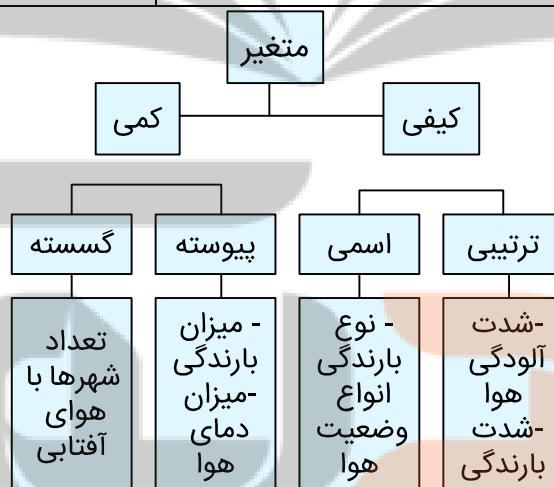 متغیر
کیفی
کمی
ترتیبی
اسمی
پیوسته
گسسته
-شدت
آلودگی
هوا
-شدت
بارندگی
- نوع
بارندگی
انواع
وضعیت
هوا
- میزان
بارندگی
-میزان
دمای
هوا
تعداد
شهرها با
هوای
آفتابی